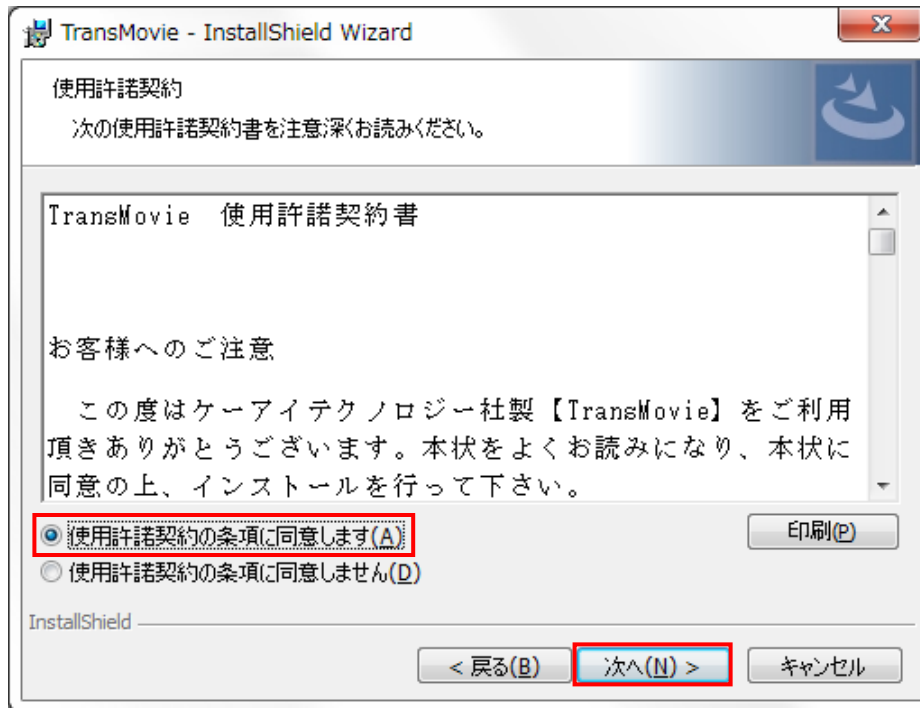 TransMovie - InstallShield Wizard
使用許諾契約
次の使用許諾契約書を注意深くお読みください。
TransMovie　使用許諾契約書
お客様へのご注意
　この度はケーアイテクノロジー社製【TransMovie】をご利用
頂きありがとうございます。本状をよくお読みになり、本状に
同意の上、インストールを行って下さい。
使用許諾契約の条項に同意します(A)
印刷(P)
使用許諾契約の条項に同意しません(D)
InstallShield
< 戻る(B)
次へ(N) >
キャンセル